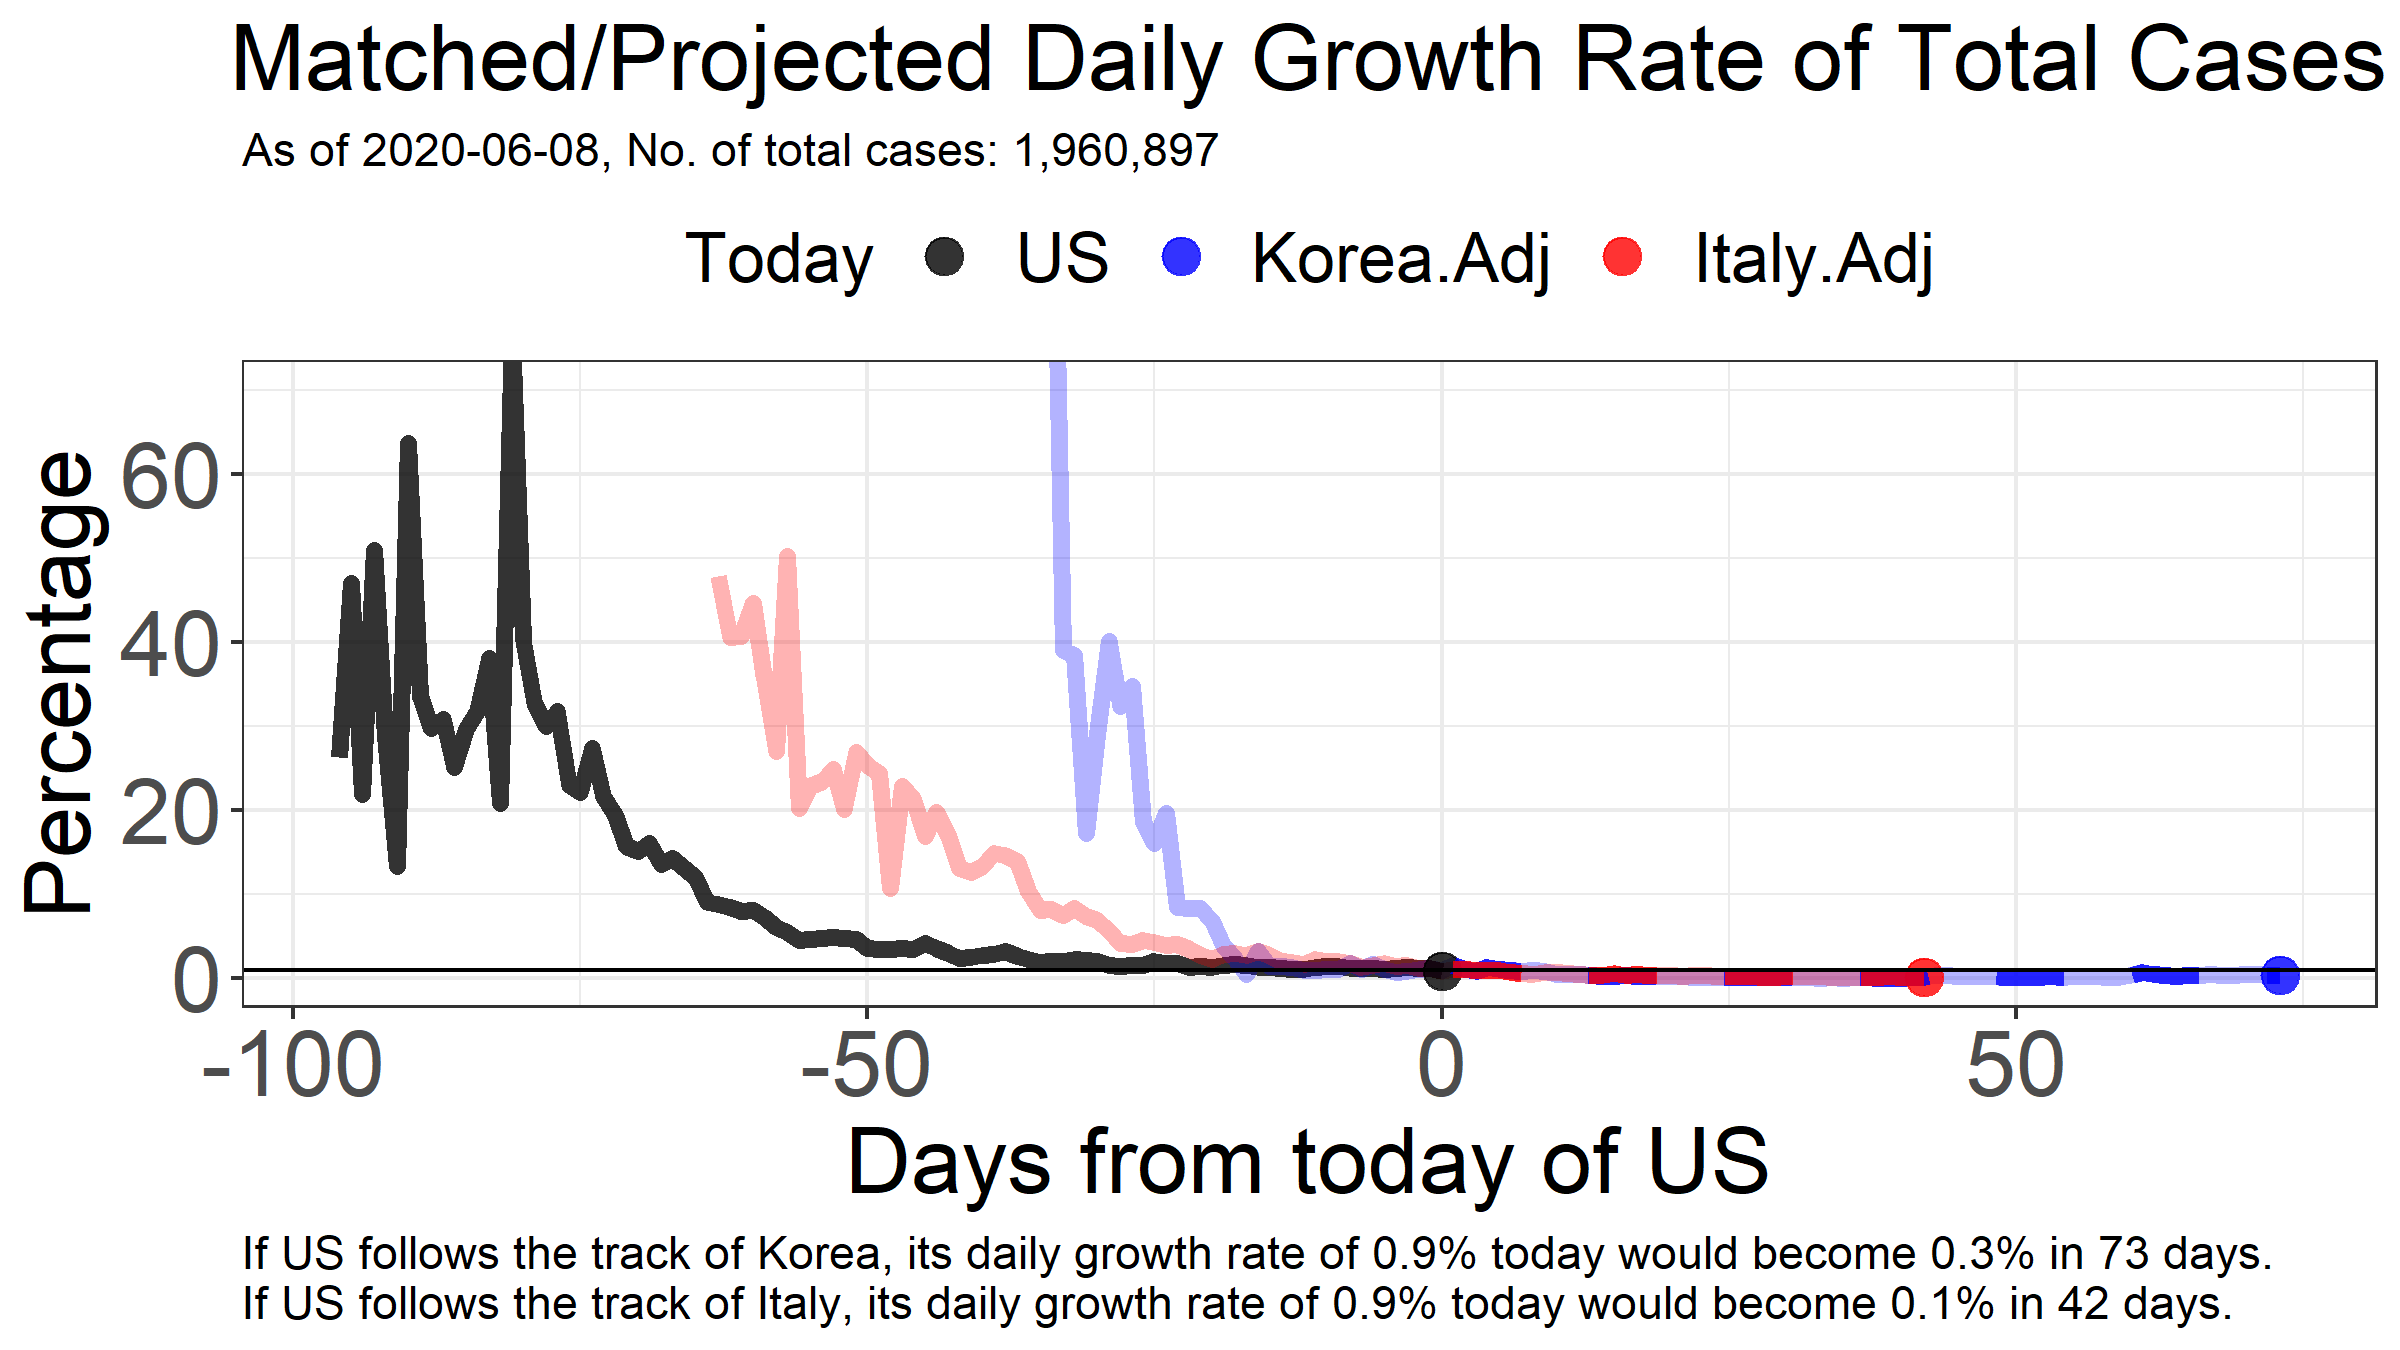 Matched/Projected Daily Growth Rate of Total Cases
As of 2020-06-08, No. of total cases: 1,960,897
Today US Korea.Adj Italy.Adj
Percentage
60
40
20
0
-100 -50 0 50
Days from today of US
If US follows the track of Korea, its daily growth rate of 0.9% today would become 0.3% in 73 days.
If US follows the track of Italy, its daily growth rate of 0.9% today would become 0.1% in 42 days.